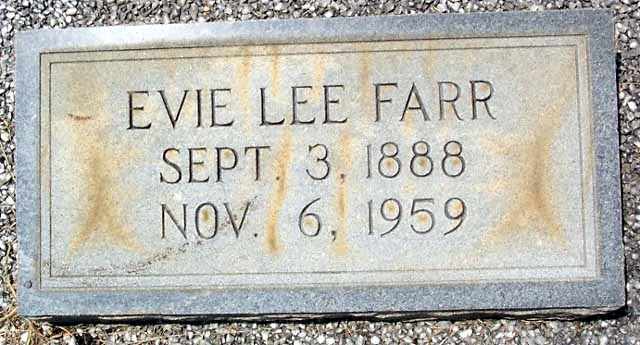 EVIE LEE FARR
SEPT. 3, 1888
NOV. 6, 1959